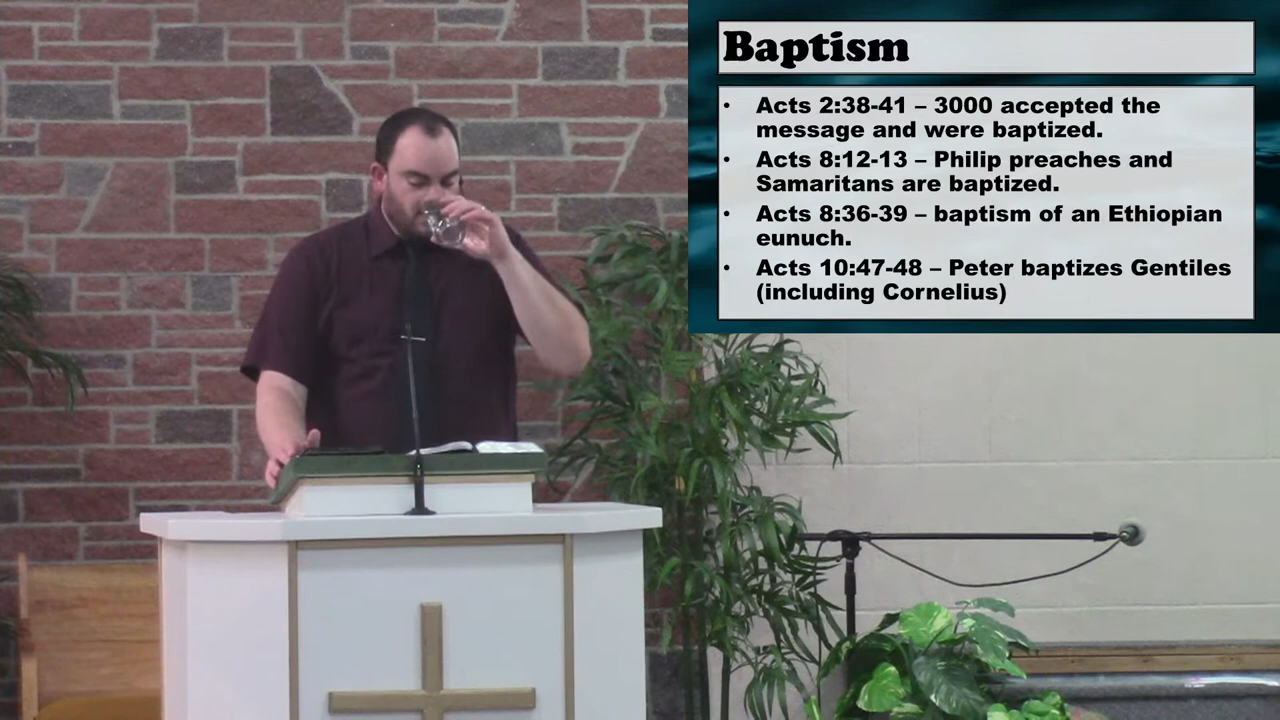 Baptism
• Acts 2:38-41 – 3000 accepted the
message and were baptized.
• Acts 8:12-13 – Philip preaches and
Samaritans are baptized.
• Acts 8:36-39 – baptism of an Ethiopian
eunuch.
• Acts 10:47-48 – Peter baptizes Gentiles
(including Cornelius)